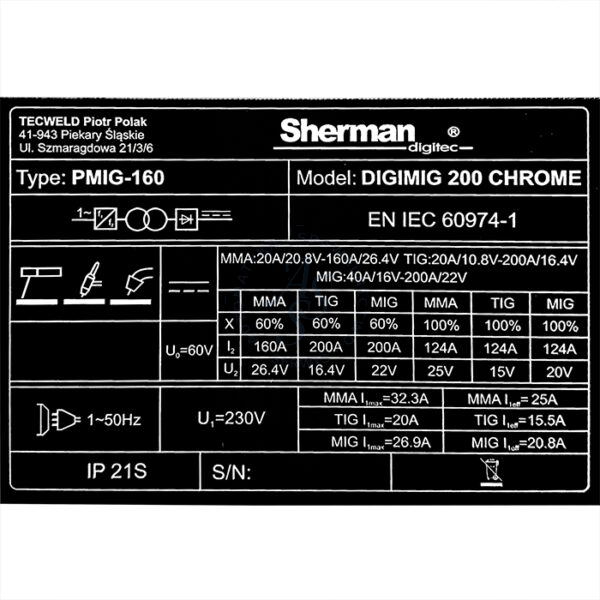 TECWELD Piotr Polak
41-943 Piekary Śląskie
Ul. Szmaragdowa 21/3/6
Sherman ®
digitec
Type: PMIG-160
Model: DIGIMIG 200 CHROME
1~ f₁ f₂
EN IEC 60974-1
MMA:20A/20.8V-160A/26.4V TIG:20A/10.8V-200A/16.4V
MIG:40A/16V-200A/22V
MMA TIG MIG MMA TIG MIG
X 60% 60% 60% 100% 100% 100%
U₀=60V
I₂ 160A 200A 200A 124A 124A 124A
U₂ 26.4V 16.4V 22V 25V 15V 20V
1~50Hz
U₁=230V
MMA I₁max=32.3A MMA I₁eff=25A
TIG I₁max=20A TIG I₁eff=15.5A
MIG I₁max=26.9A MIG I₁eff=20.8A
IP 21S
S/N: